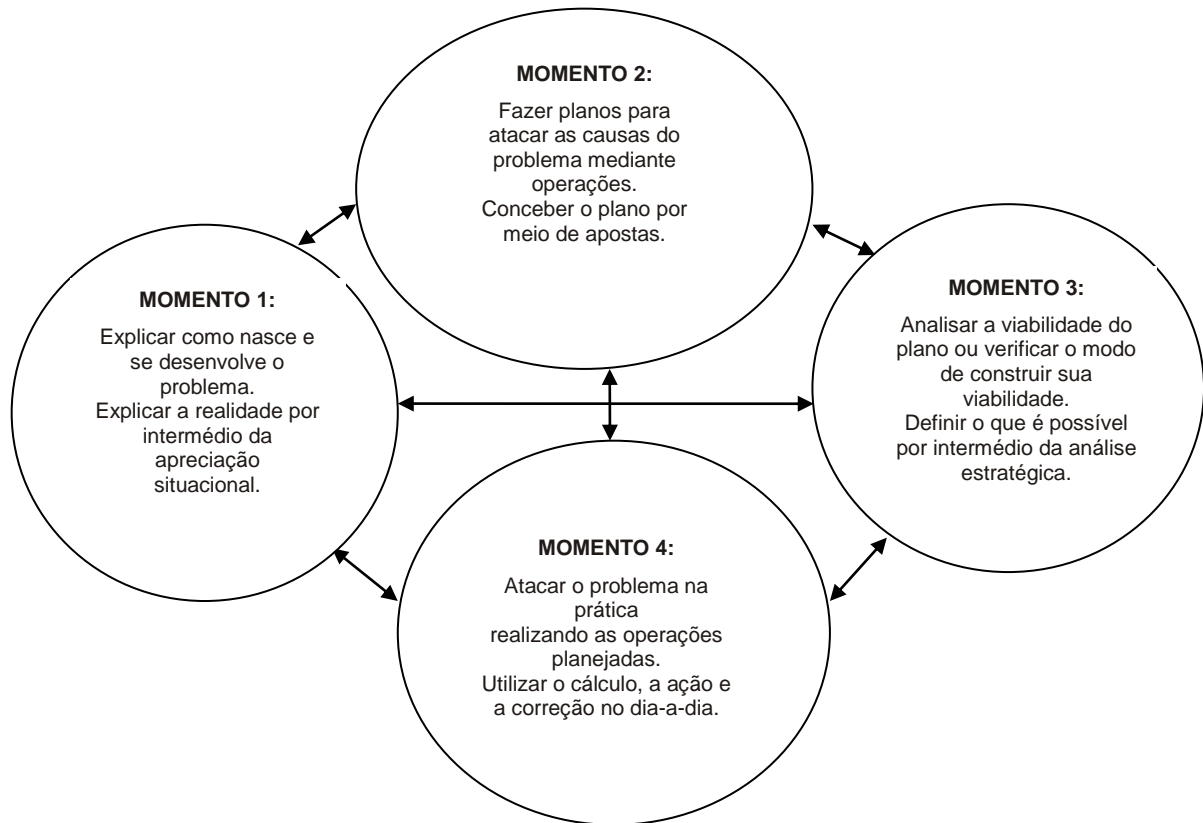 MOMENTO 2:
Fazer planos para
atacar as causas do
problema mediante
operações.
Conceber o plano por
meio de apostas.
MOMENTO 1:
Explicar como nasce e
se desenvolve o
problema.
Explicar a realidade por
intermédio da
apreciação
situacional.
MOMENTO 3:
Analisar a viabilidade do
plano ou verificar o modo
de construir sua
viabilidade.
Definir o que é possível
por intermédio da análise
estratégica.
MOMENTO 4:
Atacar o problema na
prática
realizando as operações
planejadas.
Utilizar o cálculo, a ação e
a correção no dia-a-dia.